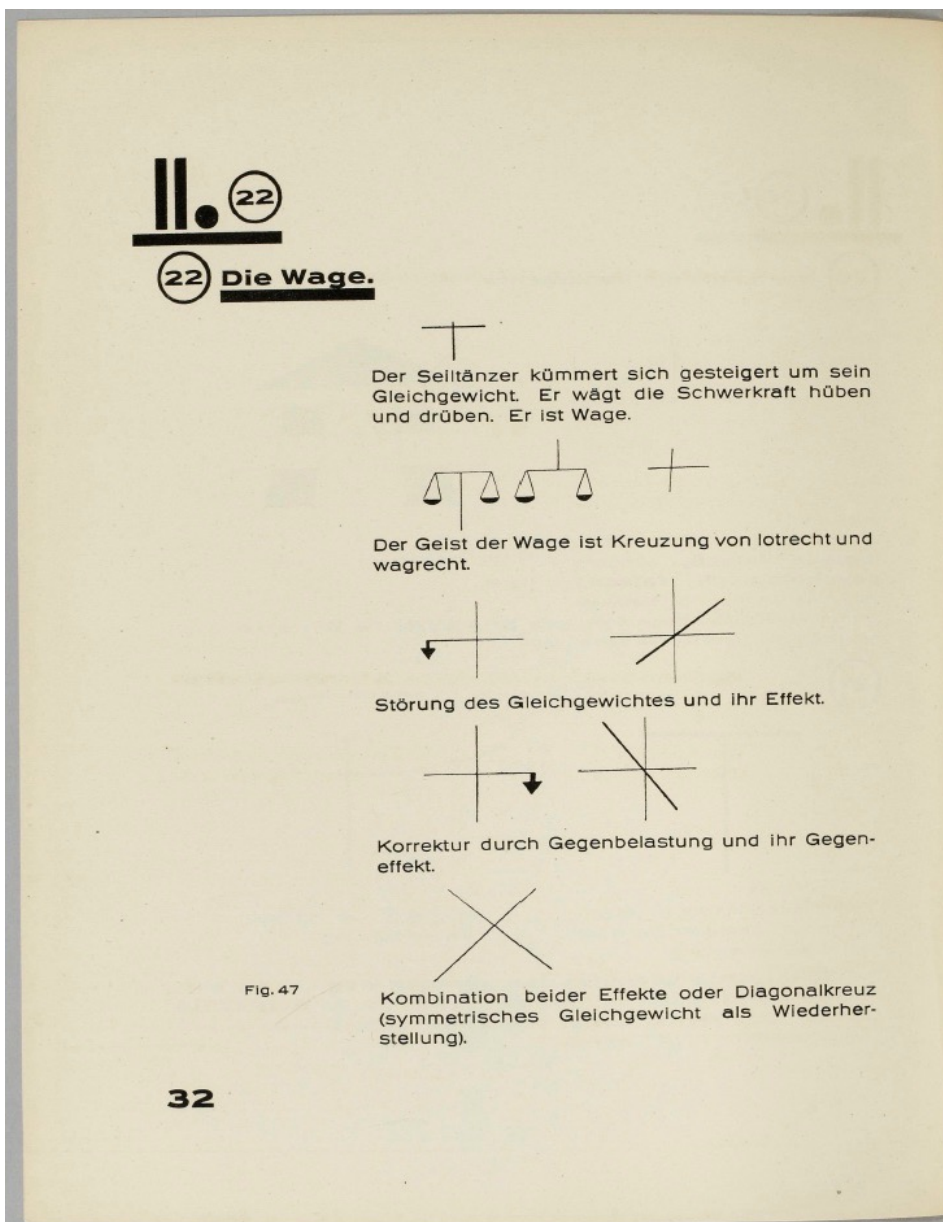 II. 22
22 Die Wage.
Der Seiltänzer kümmert sich gesteigert um sein
Gleichgewicht. Er wägt die Schwerkraft hüben
und drüben. Er ist Wage.
Der Geist der Wage ist Kreuzung von lotrecht und
wagrecht.
Störung des Gleichgewichtes und ihr Effekt.
Korrektur durch Gegenbelastung und ihr Gegen-
effekt.
Fig. 47
Kombination beider Effekte oder Diagonalkreuz
(symmetrisches Gleichgewicht als Wiederher-
stellung).
32